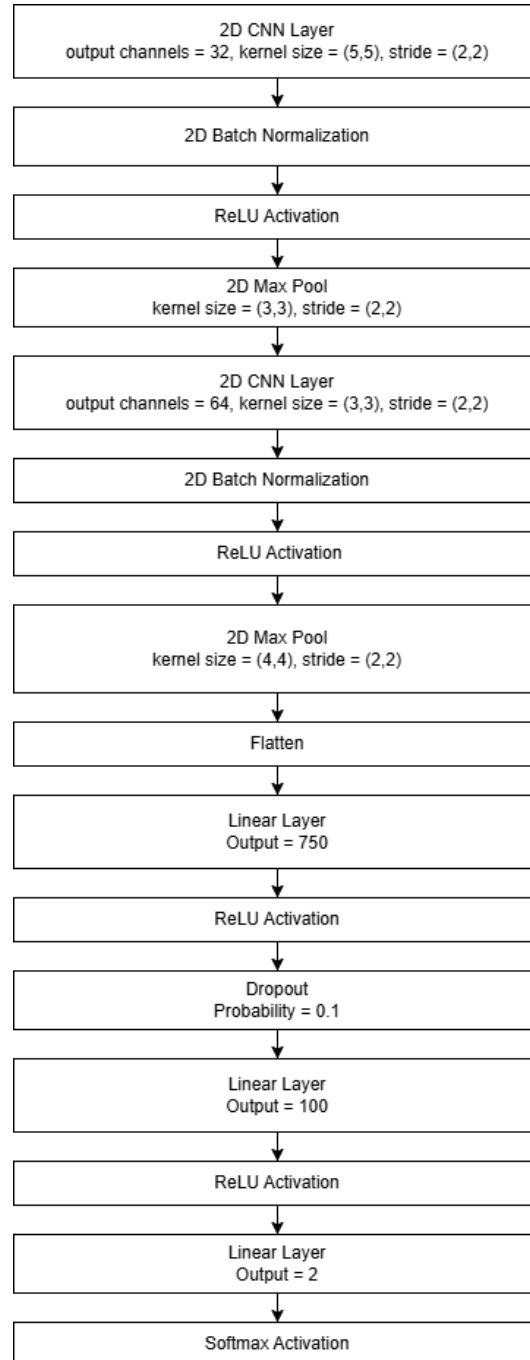 2D CNN Layer
output channels = 32, kernel size = (5,5), stride = (2,2)
2D Batch Normalization
ReLU Activation
2D Max Pool
kernel size = (3,3), stride = (2,2)
2D CNN Layer
output channels = 64, kernel size = (3,3), stride = (2,2)
2D Batch Normalization
ReLU Activation
2D Max Pool
kernel size = (4,4), stride = (2,2)
Flatten
Linear Layer
Output = 750
ReLU Activation
Dropout
Probability = 0.1
Linear Layer
Output = 100
ReLU Activation
Linear Layer
Output = 2
Softmax Activation